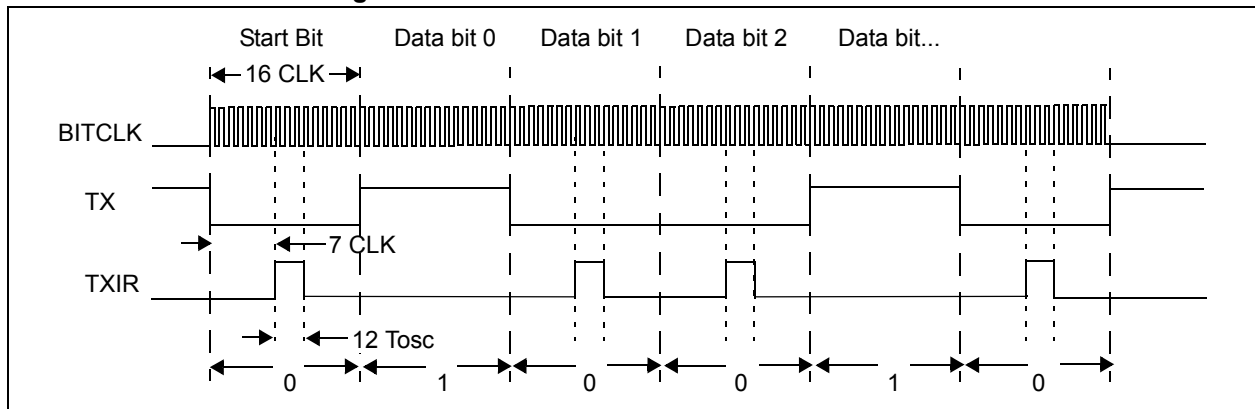 Start Bit Data bit 0 Data bit 1 Data bit 2 Data bit...
16 CLK
BITCLK
TX
7 CLK
TXIR
12 Tosc
0 1 0 0 1 0